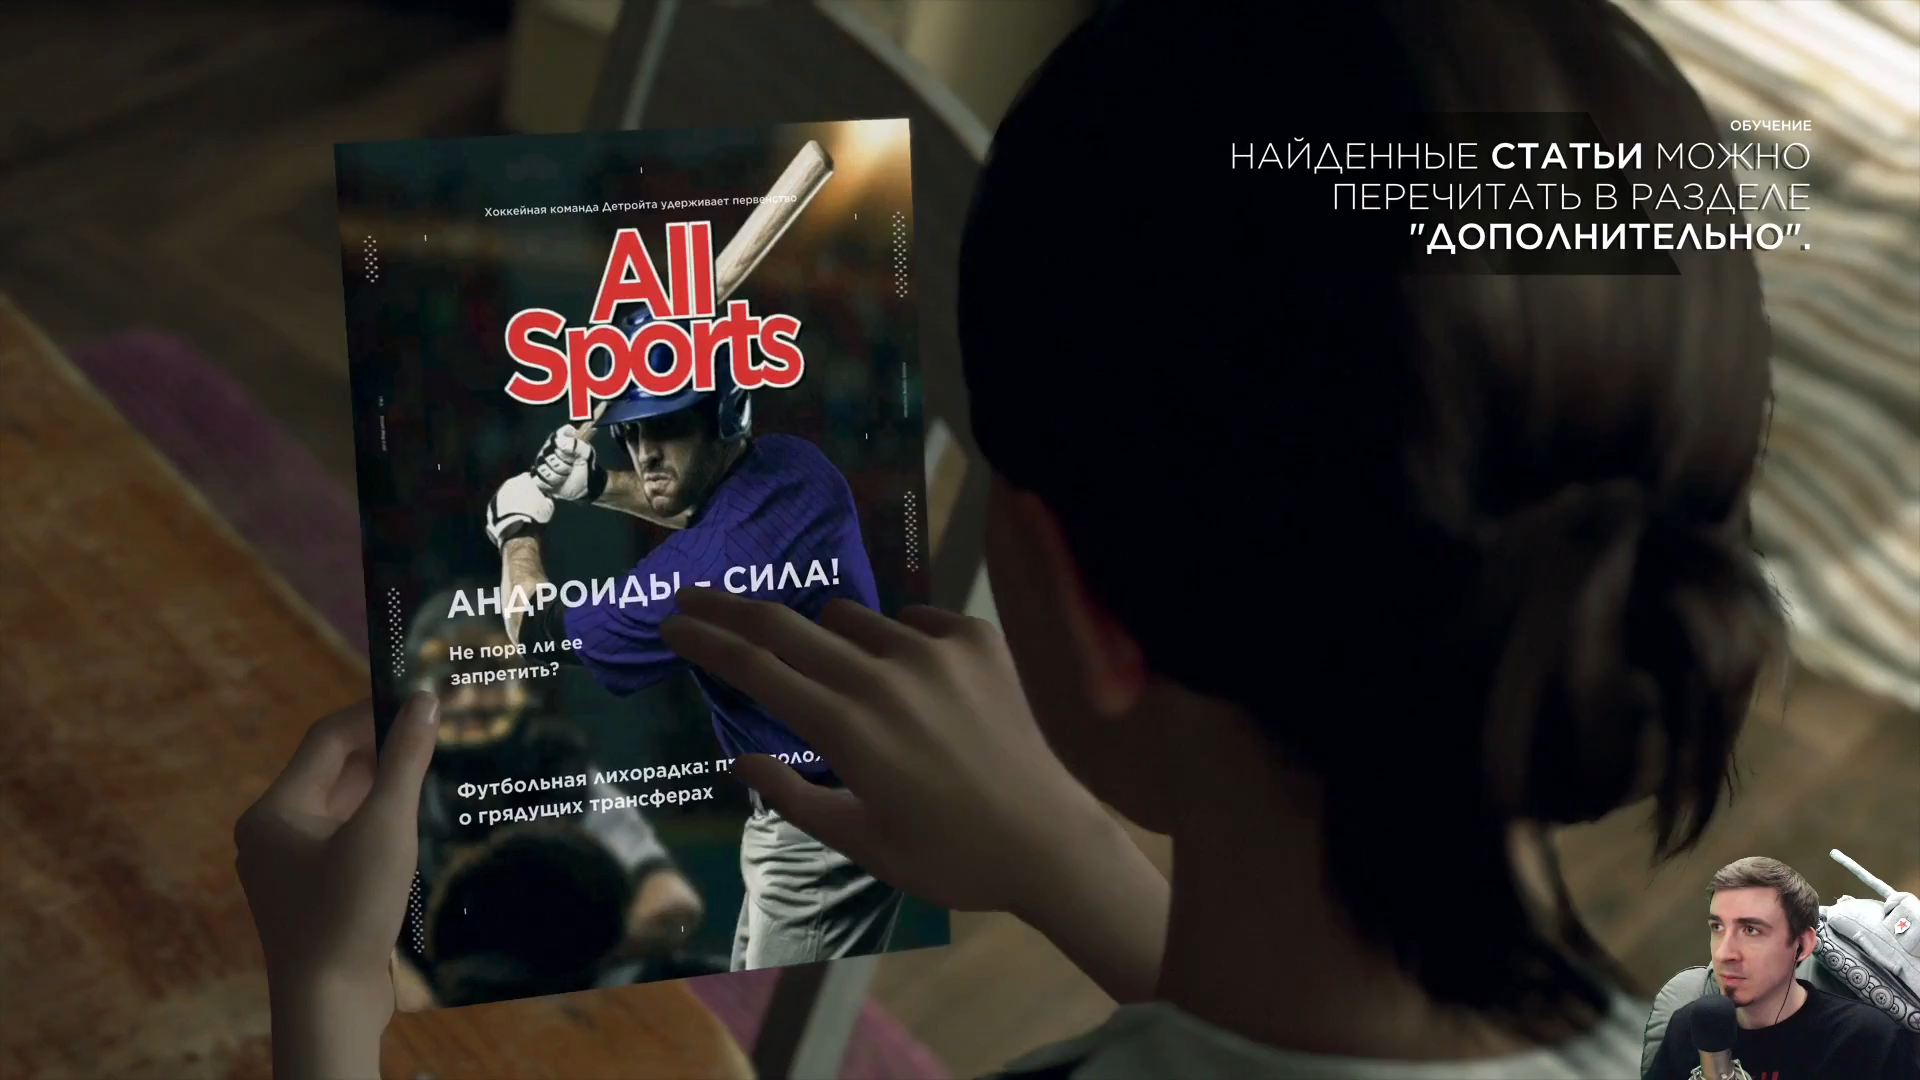 ОБУЧЕНИЕ
НАЙДЕННЫЕ СТАТЬИ МОЖНО
ПЕРЕЧИТАТЬ В РАЗДЕЛЕ
"ДОПОЛНИТЕЛЬНО".
Хоккейная команда Детройта удерживает первенство
All
Sports
АНДРОИДЫ – СИЛА!
Не пора ли ее
запретить?
Футбольная лихорадка:
о грядущих трансферах